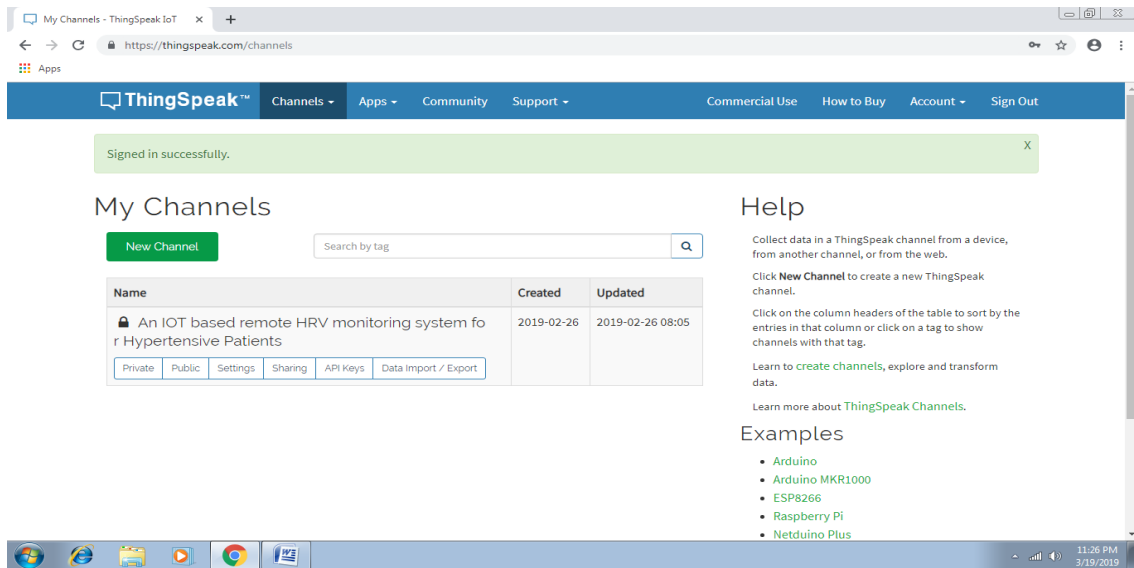 My Channels - ThingSpeak IoT
https://thingspeak.com/channels
Apps
ThingSpeak™ Channels Apps Community Support Commercial Use How to Buy Account Sign Out
Signed in successfully. X
My Channels
New Channel Search by tag
Name Created Updated
An IOT based remote HRV monitoring system fo 2019-02-26 2019-02-26 08:05
r Hypertensive Patients
Private Public Settings Sharing API Keys Data Import / Export
Help
Collect data in a ThingSpeak channel from a device,
from another channel, or from the web.
Click New Channel to create a new ThingSpeak
channel.
Click on the column headers of the table to sort by the
entries in that column or click on a tag to show
channels with that tag.
Learn to create channels, explore and transform
data.
Learn more about ThingSpeak Channels.
Examples
Arduino
Arduino MKR1000
ESP8266
Raspberry Pi
Netduino Plus
11:26 PM
3/19/2019